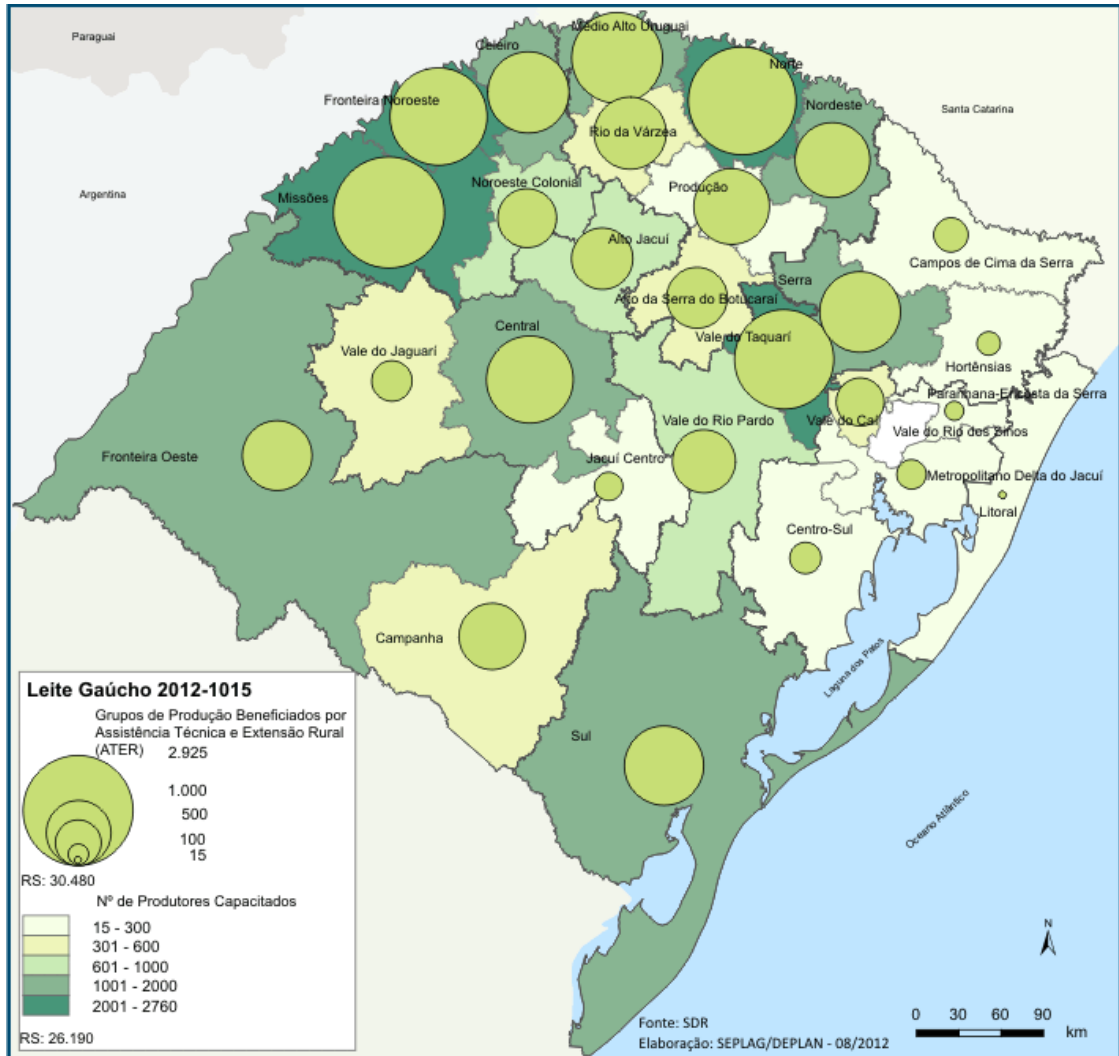 Paraguai
Médio Alto Uruguai
Celeiro
Norte
Fronteira Noroeste
Nordeste
Santa Catarina
Rio da Várzea
Argentina
Missões
Noroeste Colonial
Produção
Alto Jacuí
Campos de Cima da Serra
Serra
Alto da Serra do Botucaraí
Central
Vale do Taquarí
Vale do Jaguarí
Hortênsias
Paranhana-Encosta da Serra
Vale do Rio Pardo
Vale do Caí
Vale do Rio dos Sinos
Fronteira Oeste
Jacuí Centro
Metropolitano Delta do Jacuí
Litoral
Centro-Sul
Campanha
Laguna dos Patos
Sul
Oceano Atlântico
Leite Gaúcho 2012-1015
Grupos de Produção Beneficiados por
Assistência Técnica e Extensão Rural
(ATER)
2.925
1.000
500
100
15
RS: 30.480
Nº de Produtores Capacitados
15 - 300
301 - 600
601 - 1000
1001 - 2000
2001 - 2760
RS: 26.190
Fonte: SDR
Elaboração: SEPLAG/DEPLAN - 08/2012
N
0 30 60 90
km